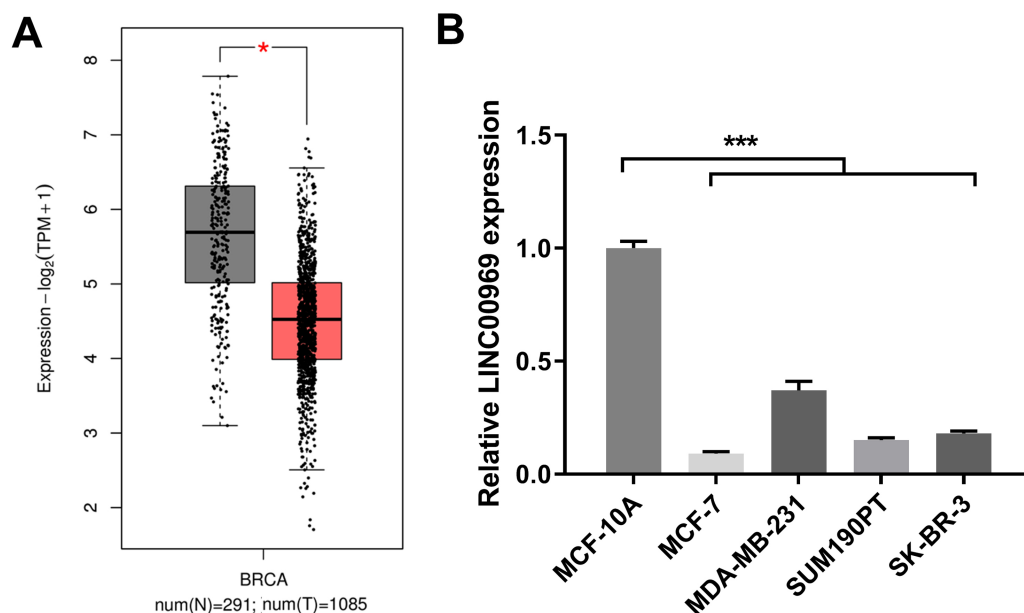 A
Expression – log2(TPM + 1)
8
7
6
5
4
3
2
*
BRCA
num(N)=291; num(T)=1085
B
Relative LINC00969 expression
1.5
1.0
0.5
0.0
***
MCF-10A
MCF-7
MDA-MB-231
SUM190PT
SK-BR-3